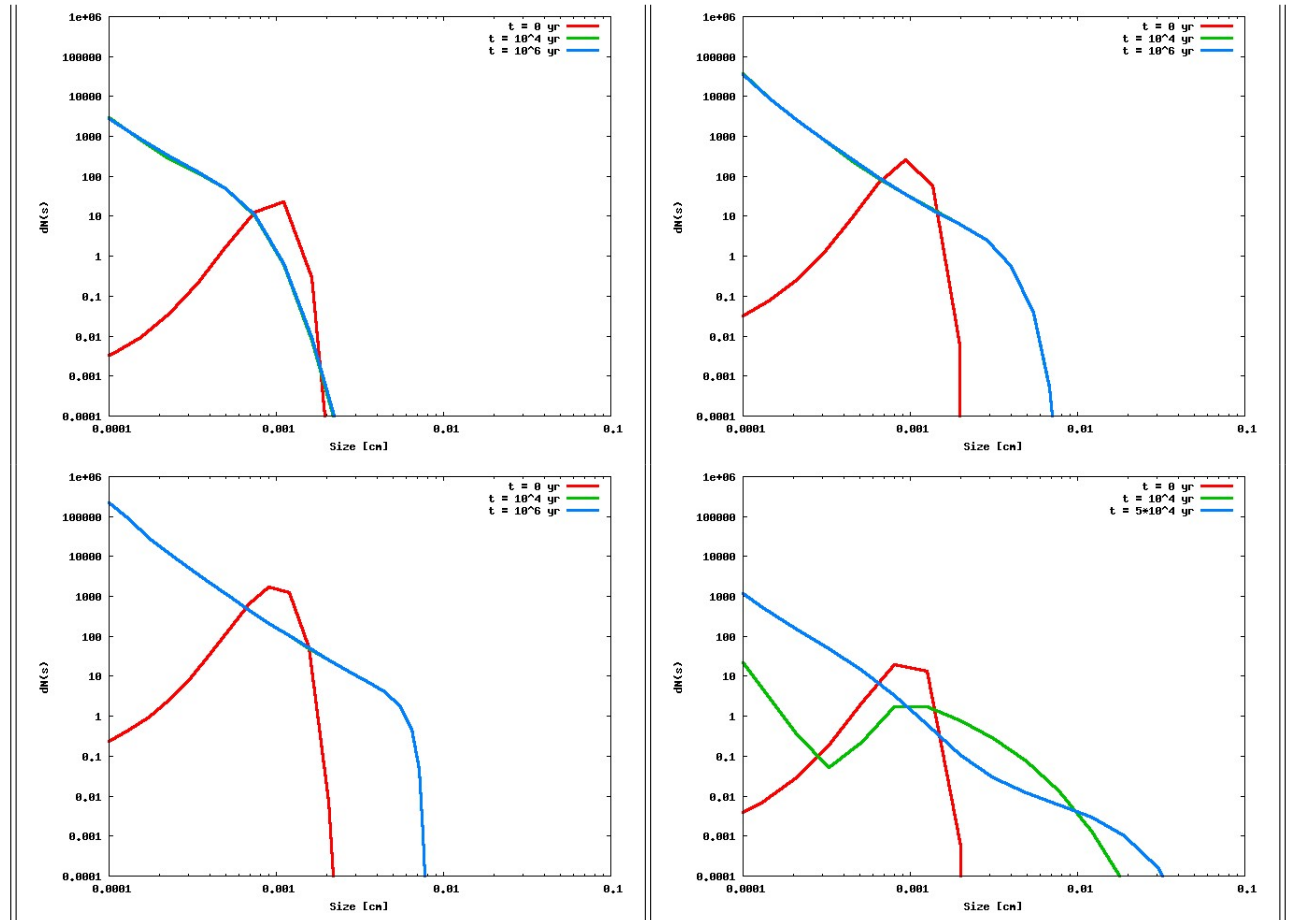 1e+06
100000
10000
1000
100
10
1
0.1
0.01
0.001
0.0001
dN(s)
t = 0 yr
t = 10^4 yr
t = 10^6 yr
0.0001 0.001 0.01 0.1
Size [cm]
1e+06
100000
10000
1000
100
10
1
0.1
0.01
0.001
0.0001
dN(s)
t = 0 yr
t = 10^4 yr
t = 10^6 yr
0.0001 0.001 0.01 0.1
Size [cm]
1e+06
100000
10000
1000
100
10
1
0.1
0.01
0.001
0.0001
dN(s)
t = 0 yr
t = 10^4 yr
t = 10^6 yr
0.0001 0.001 0.01 0.1
Size [cm]
1e+06
100000
10000
1000
100
10
1
0.1
0.01
0.001
0.0001
dN(s)
t = 0 yr
t = 10^4 yr
t = 5*10^4 yr
0.0001 0.001 0.01 0.1
Size [cm]